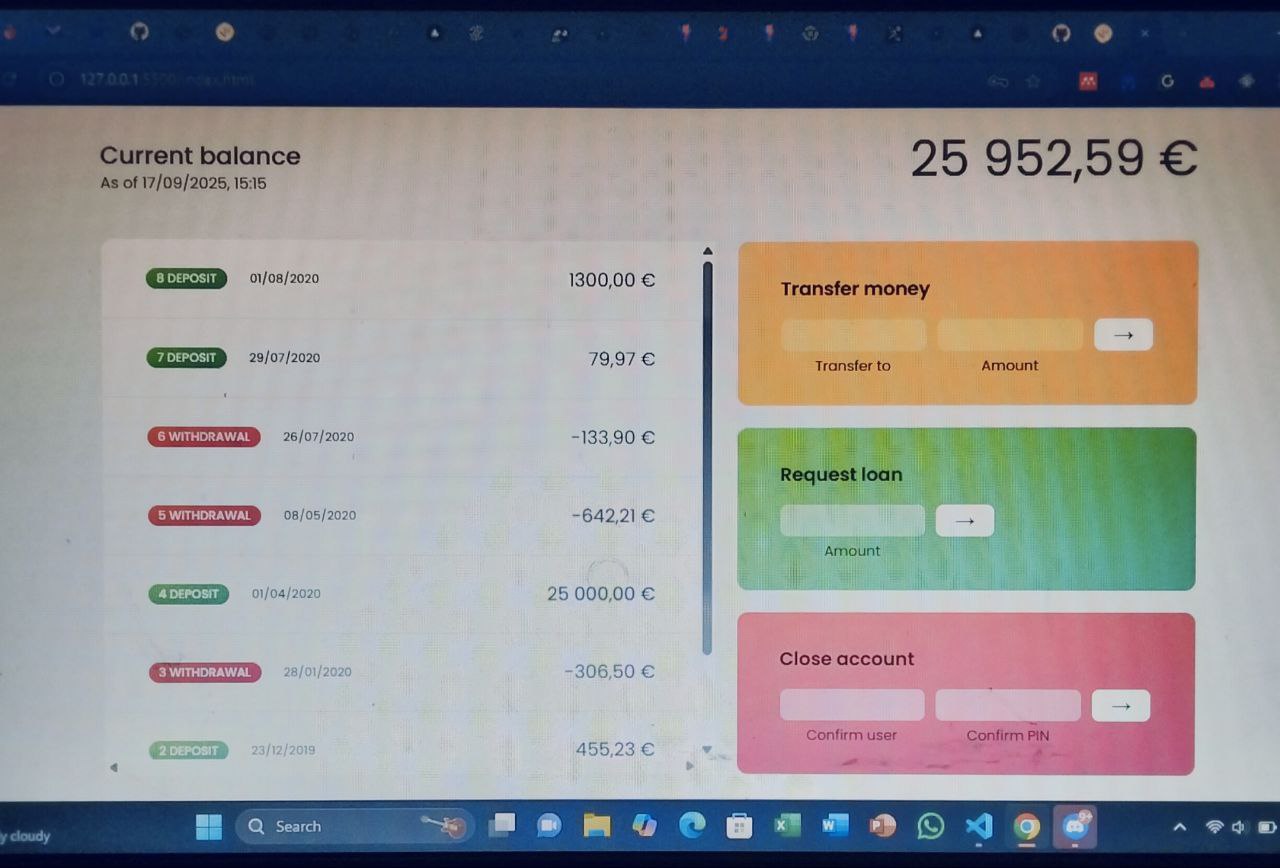 127.0.0.1:5500/index.html
Current balance
As of 17/09/2025, 15:15
25 952,59 €
8 DEPOSIT 01/08/2020 1300,00 €
7 DEPOSIT 29/07/2020 79,97 €
6 WITHDRAWAL 26/07/2020 -133,90 €
5 WITHDRAWAL 08/05/2020 -642,21 €
4 DEPOSIT 01/04/2020 25 000,00 €
3 WITHDRAWAL 28/01/2020 -306,50 €
2 DEPOSIT 23/12/2019 455,23 €
Transfer money
→
Transfer to Amount
Request loan
→
Amount
Close account
→
Confirm user Confirm PIN
y cloudy
Search
9+